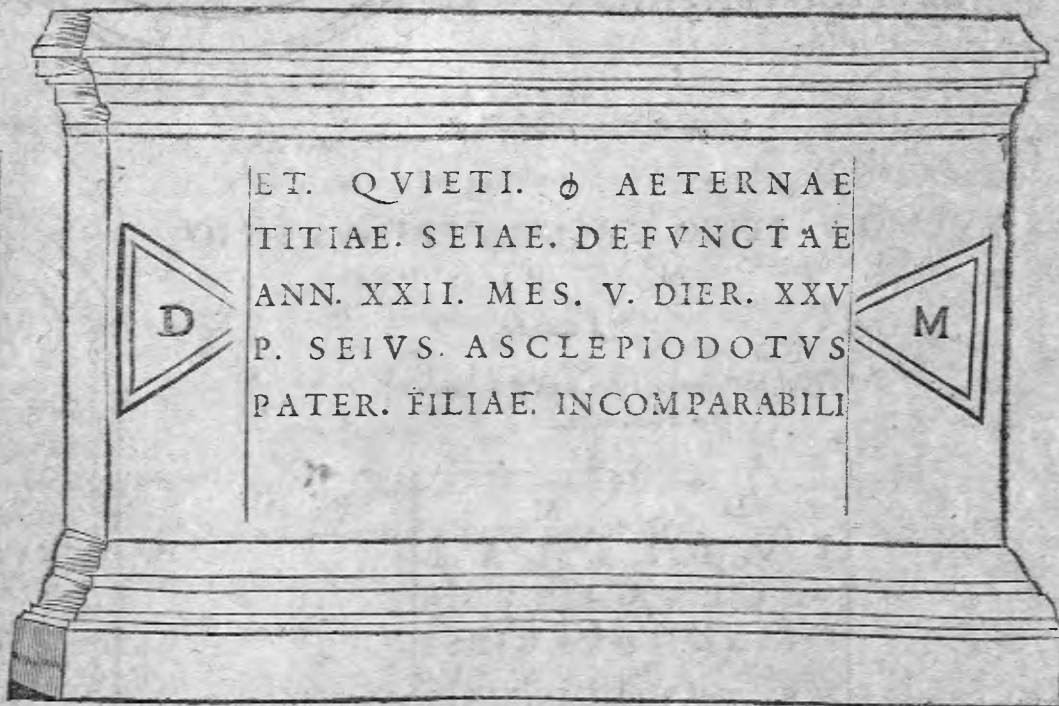 ET. QVIETI. ϕ AETERNAE
TITIAE. SEIAE. DEFVNCTAE
ANN. XXII. MES. V. DIER. XXV
D
M
P. SEIVS. ASCLEPIODOTVS
PATER. FILIAE. INCOMPARABILI